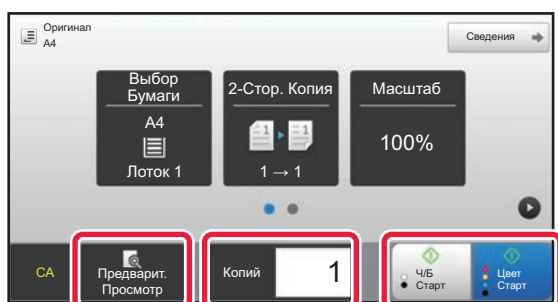 Оригинал
A4
Сведения
Выбор
Бумаги
A4
Лоток 1
2-Стор. Копия
1 → 1
Масштаб
100%
CA
Предварит.
Просмотр
Копий
1
Ч/Б
Старт
Цвет
Старт